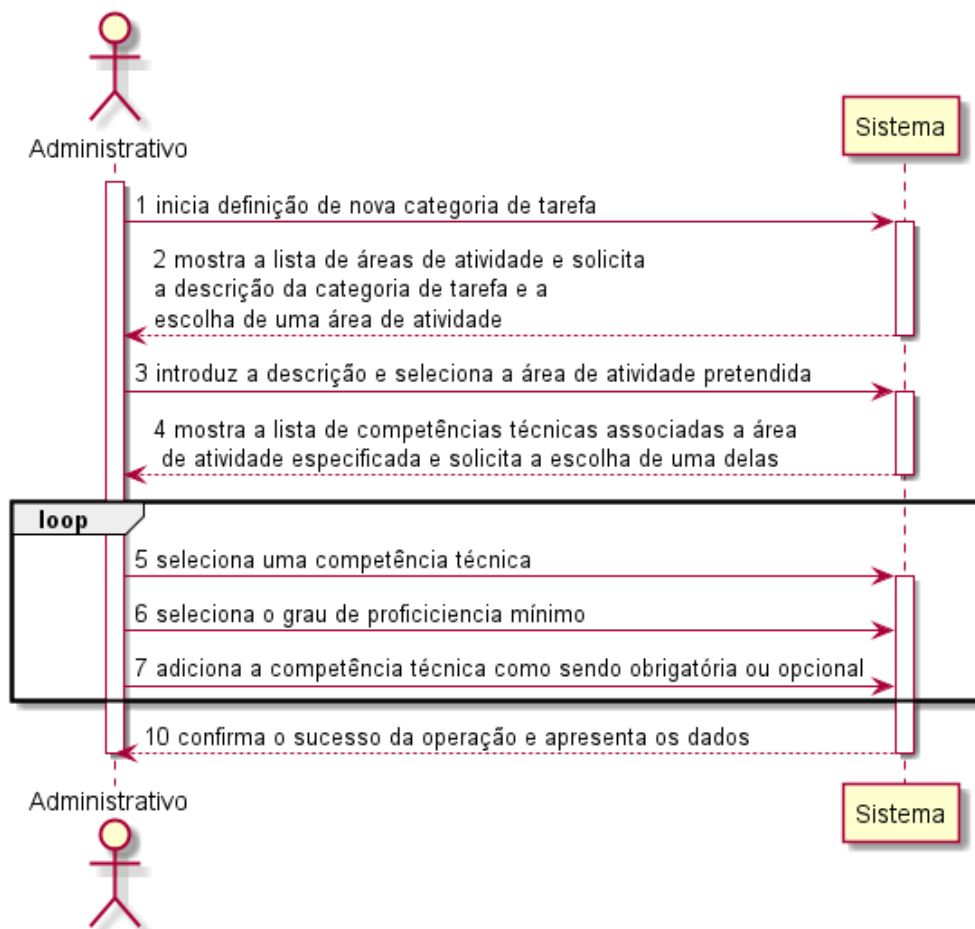 Administrativo
Sistema
1 inicia definição de nova categoria de tarefa
2 mostra a lista de áreas de atividade e solicita
a descrição da categoria de tarefa e a
escolha de uma área de atividade
3 introduz a descrição e seleciona a área de atividade pretendida
4 mostra a lista de competências técnicas associadas a área
de atividade especificada e solicita a escolha de uma delas
loop
5 seleciona uma competência técnica
6 seleciona o grau de proficiciencia mínimo
7 adiciona a competência técnica como sendo obrigatória ou opcional
10 confirma o sucesso da operação e apresenta os dados
Administrativo
Sistema